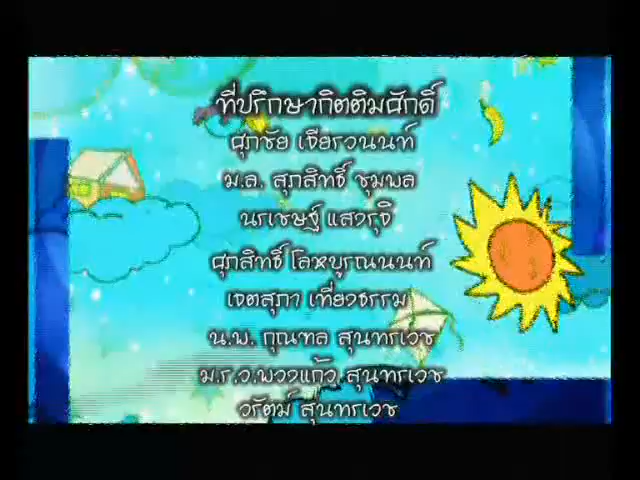 ที่ปรึกษากิตติมศักดิ์
ศุภชัย เจียรวนนท์
ม.ล. สุภสิทธิ์ ชุมพล
นรเชษฐ์ แสงรุจิ
ศุภสิทธิ์ โลหบูรณนนท์
เจตสุภา เที่ยงธรรม
น.พ. กุณฑล สุนทรเวช
ม.ร.ว.พวงแก้ว สุนทรเวช
วรัตม์ สุนทรเวช